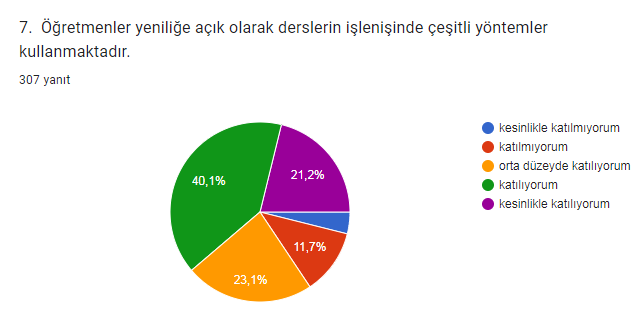 7. Öğretmenler yeniliğe açık olarak derslerin işlenişinde çeşitli yöntemler
kullanmaktadır.
307 yanıt
kesinlikle katılmıyorum
katılmıyorum
orta düzeyde katılıyorum
katılıyorum
kesinlikle katılıyorum
40,1%
21,2%
11,7%
23,1%